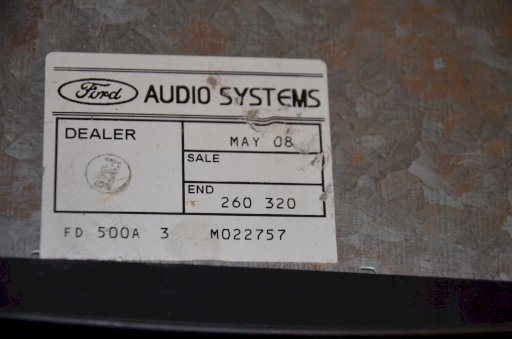 Ford AUDIO SYSTEMS
DEALER
MAY 08
SALE
END
260 320
FD 500A 3 M022757